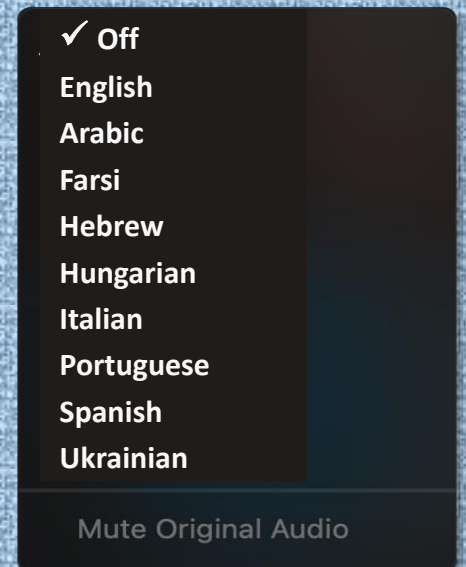 ✓ Off
English
Arabic
Farsi
Hebrew
Hungarian
Italian
Portuguese
Spanish
Ukrainian
Mute Original Audio